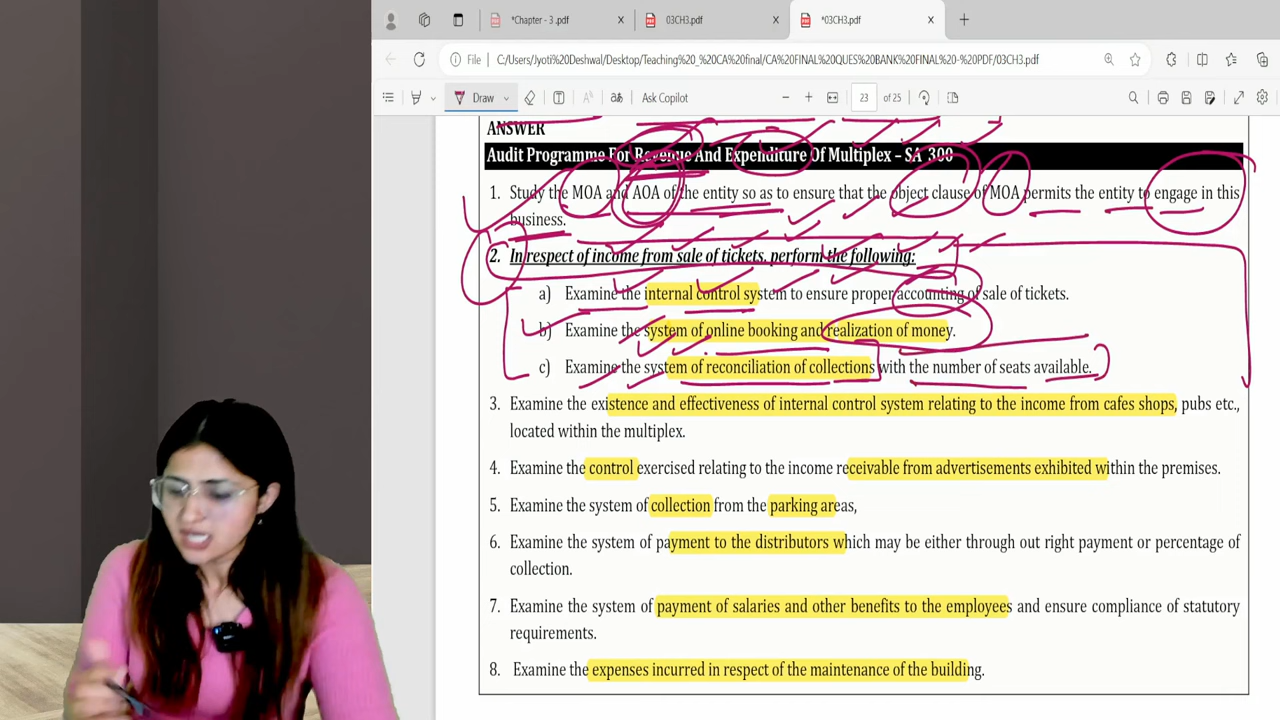 *Chapter - 3 .pdf
03CH3.pdf
*03CH3.pdf
File
C:/Users/Jyoti%20Deshwal/Desktop/Teaching%20_%20CA%20final/CA%20FINAL%20QUES%20BANK%20FINAL%20-%20PDF/03CH3.pdf
Draw
Ask Copilot
23
of 25
ANSWER
Audit Programme For Revenue And Expenditure Of Multiplex – SA 300
1. Study the MOA and AOA of the entity so as to ensure that the object clause of MOA permits the entity to engage in this
business.
2. In respect of income from sale of tickets, perform the following:
a) Examine the internal control system to ensure proper accounting of sale of tickets.
b) Examine the system of online booking and realization of money.
c) Examine the system of reconciliation of collections with the number of seats available.
3. Examine the existence and effectiveness of internal control system relating to the income from cafes shops, pubs etc.,
located within the multiplex.
4. Examine the control exercised relating to the income receivable from advertisements exhibited within the premises.
5. Examine the system of collection from the parking areas,
6. Examine the system of payment to the distributors which may be either through out right payment or percentage of
collection.
7. Examine the system of payment of salaries and other benefits to the employees and ensure compliance of statutory
requirements.
8. Examine the expenses incurred in respect of the maintenance of the building.